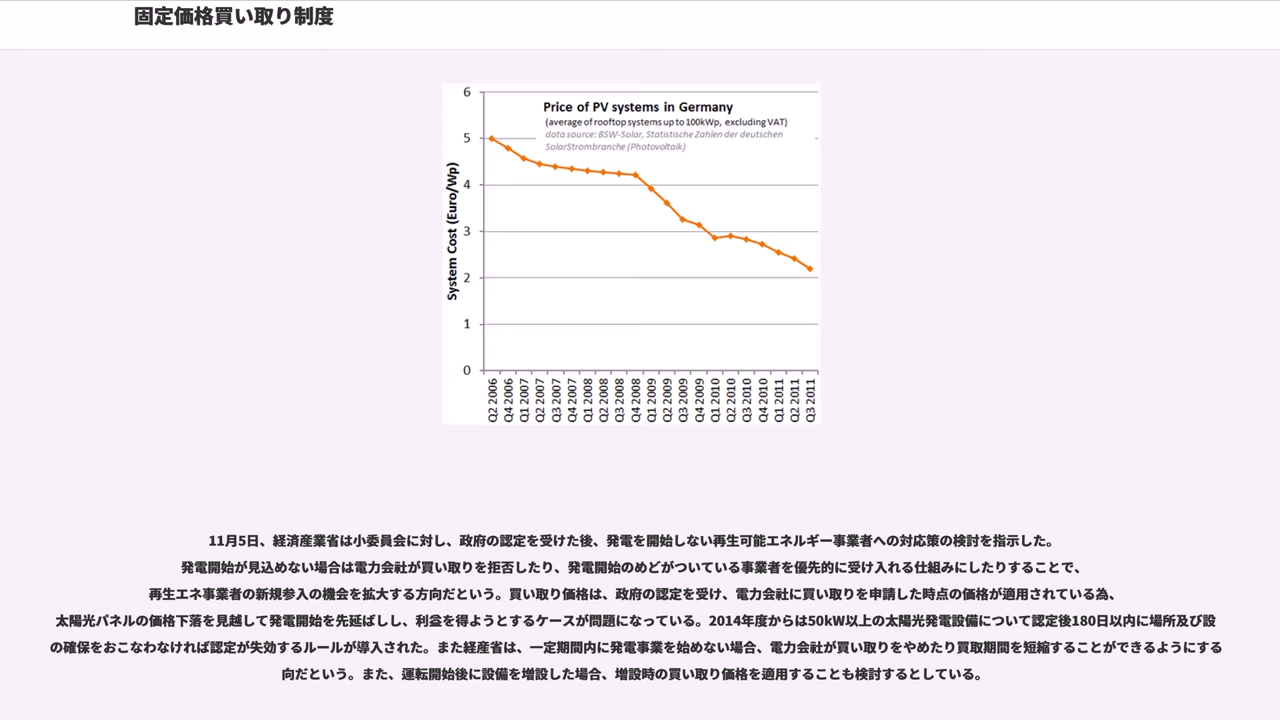 固定価格買い取り制度
Price of PV systems in Germany
(average of rooftop systems up to 100kWp, excluding VAT)
data source: BSW-Solar, Statistische Zahlen der deutschen
SolarStrombranche (Photovoltaik)
System Cost (Euro/Wp)
6
5
4
3
2
1
0
Q2 2006
Q4 2006
Q1 2007
Q2 2007
Q3 2007
Q4 2007
Q1 2008
Q2 2008
Q3 2008
Q4 2008
Q1 2009
Q2 2009
Q3 2009
Q4 2009
Q1 2010
Q2 2010
Q3 2010
Q4 2010
Q1 2011
Q2 2011
Q3 2011
11月5日、経済産業省は小委員会に対し、政府の認定を受けた後、発電を開始しない再生可能エネルギー事業者への対応策の検討を指示した。
発電開始が見込めない場合は電力会社が買い取りを拒否したり、発電開始のめどがついている事業者を優先的に受け入れる仕組みにしたりすることで、
再生エネ事業者の新規参入の機会を拡大する方向だという。買い取り価格は、政府の認定を受け、電力会社に買い取りを申請した時点の価格が適用されている為、
太陽光パネルの価格下落を見越して発電開始を先延ばしし、利益を得ようとするケースが問題になっている。2014年度からは50kW以上の太陽光発電設備について認定後180日以内に場所及び設
の確保をおこなわなければ認定が失効するルールが導入された。また経産省は、一定期間内に発電事業を始めない場合、電力会社が買い取りをやめたり買取期間を短縮することができるようにする
向だという。また、運転開始後に設備を増設した場合、増設時の買い取り価格を適用することも検討するとしている。